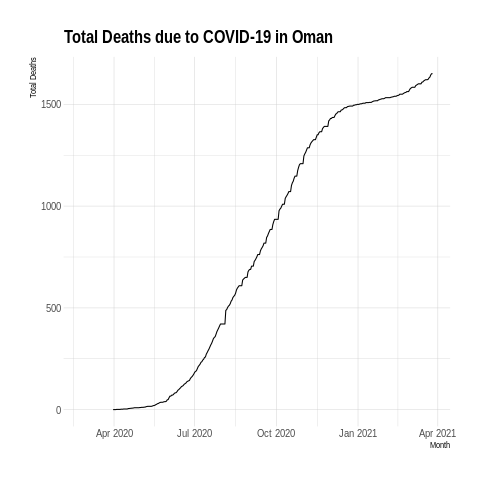 Total Deaths due to COVID-19 in Oman
Total Deaths
1500
1000
500
0
Apr 2020 Jul 2020 Oct 2020 Jan 2021 Apr 2021
Month